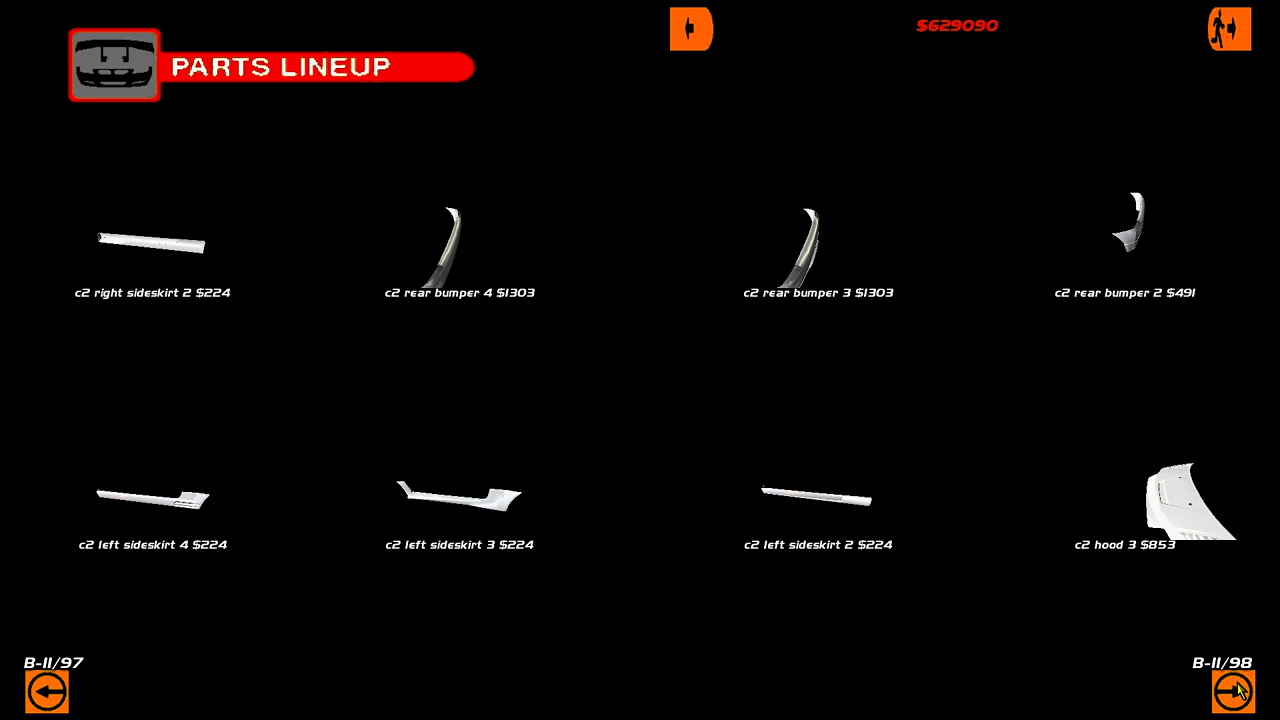 $629090
PARTS LINEUP
c2 right sideskirt 2 $224
c2 rear bumper 4 $1303
c2 rear bumper 3 $1303
c2 rear bumper 2 $491
c2 left sideskirt 4 $224
c2 left sideskirt 3 $224
c2 left sideskirt 2 $224
c2 hood 3 $853
B-II/97
B-II/98